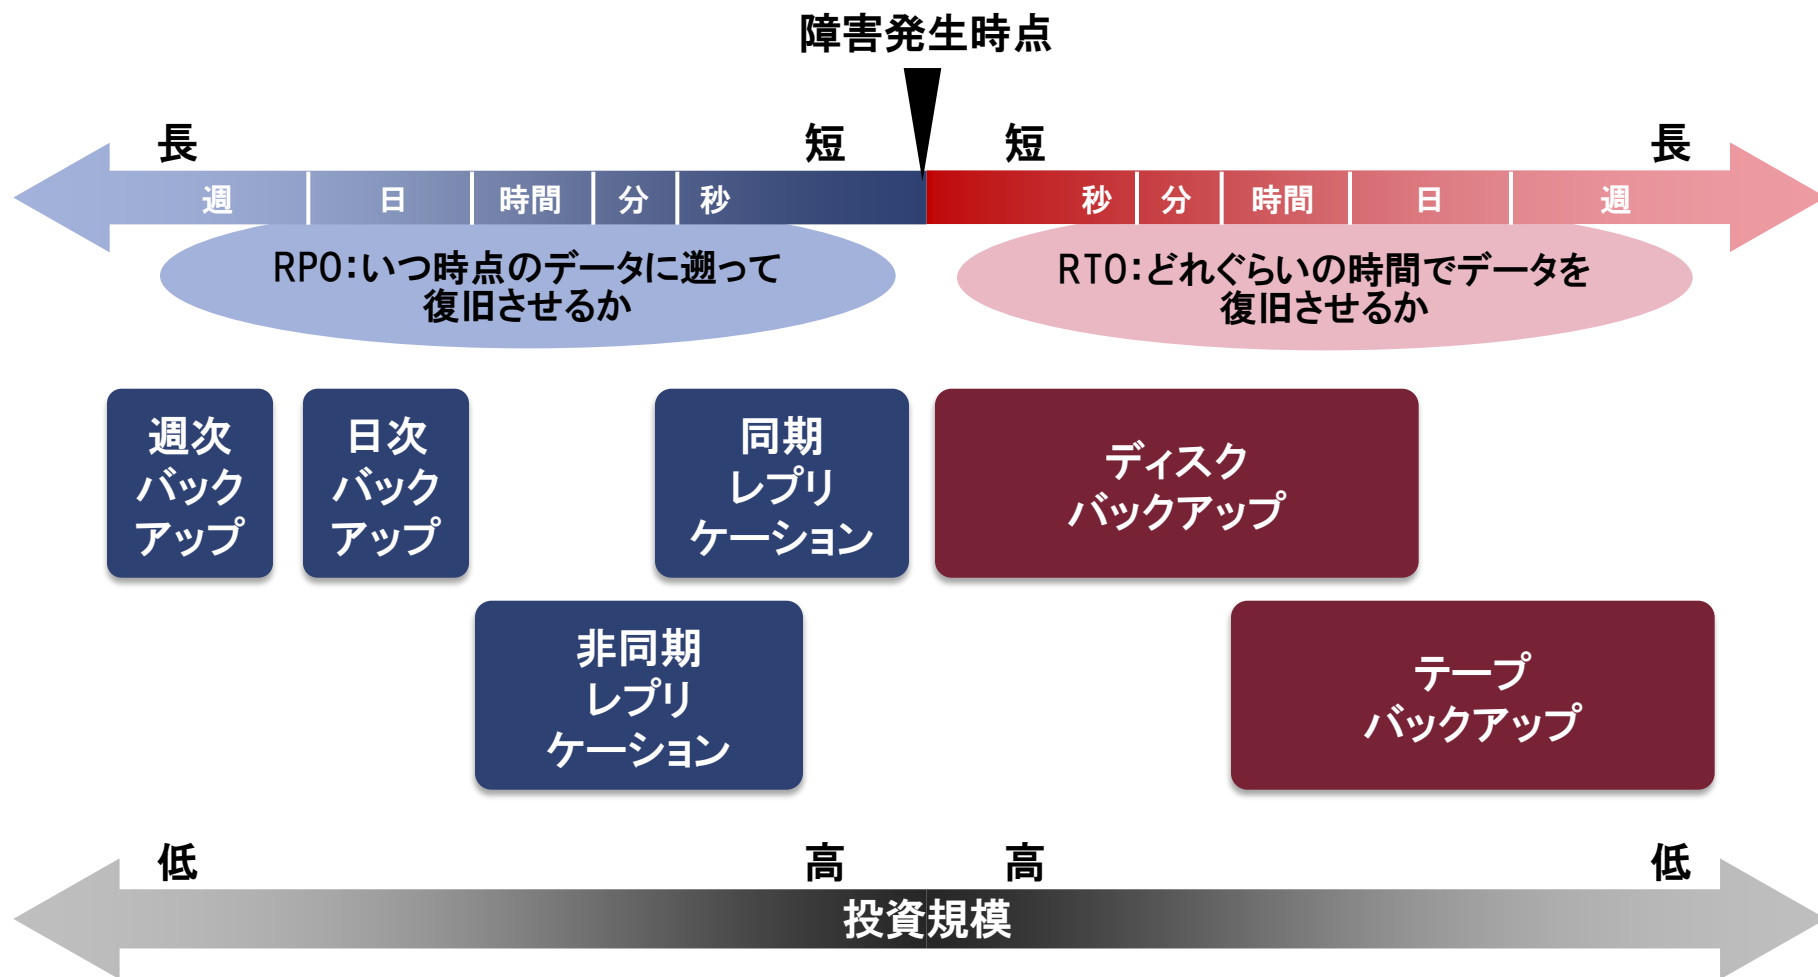 障害発生時点
長
短
短
長
週
日
時間
分
秒
秒
分
時間
日
週
RPO:いつ時点のデータに遡って
復旧させるか
RTO:どれぐらいの時間でデータを
復旧させるか
週次
バック
アップ
日次
バック
アップ
同期
レプリ
ケーション
ディスク
バックアップ
非同期
レプリ
ケーション
テープ
バックアップ
低
高
高
低
投資規模